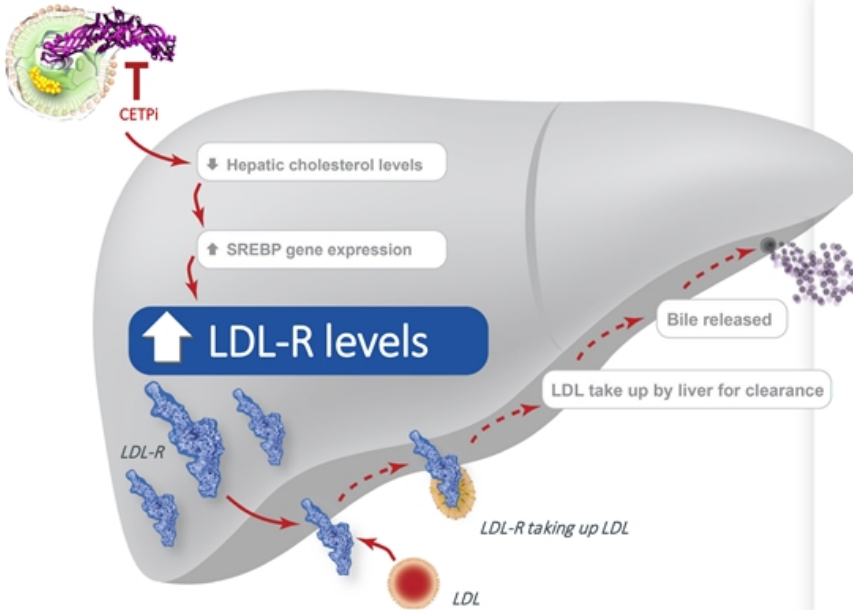 CETPi
Hepatic cholesterol levels
SREBP gene expression
LDL-R levels
Bile released
LDL take up by liver for clearance
LDL-R
LDL-R taking up LDL
LDL